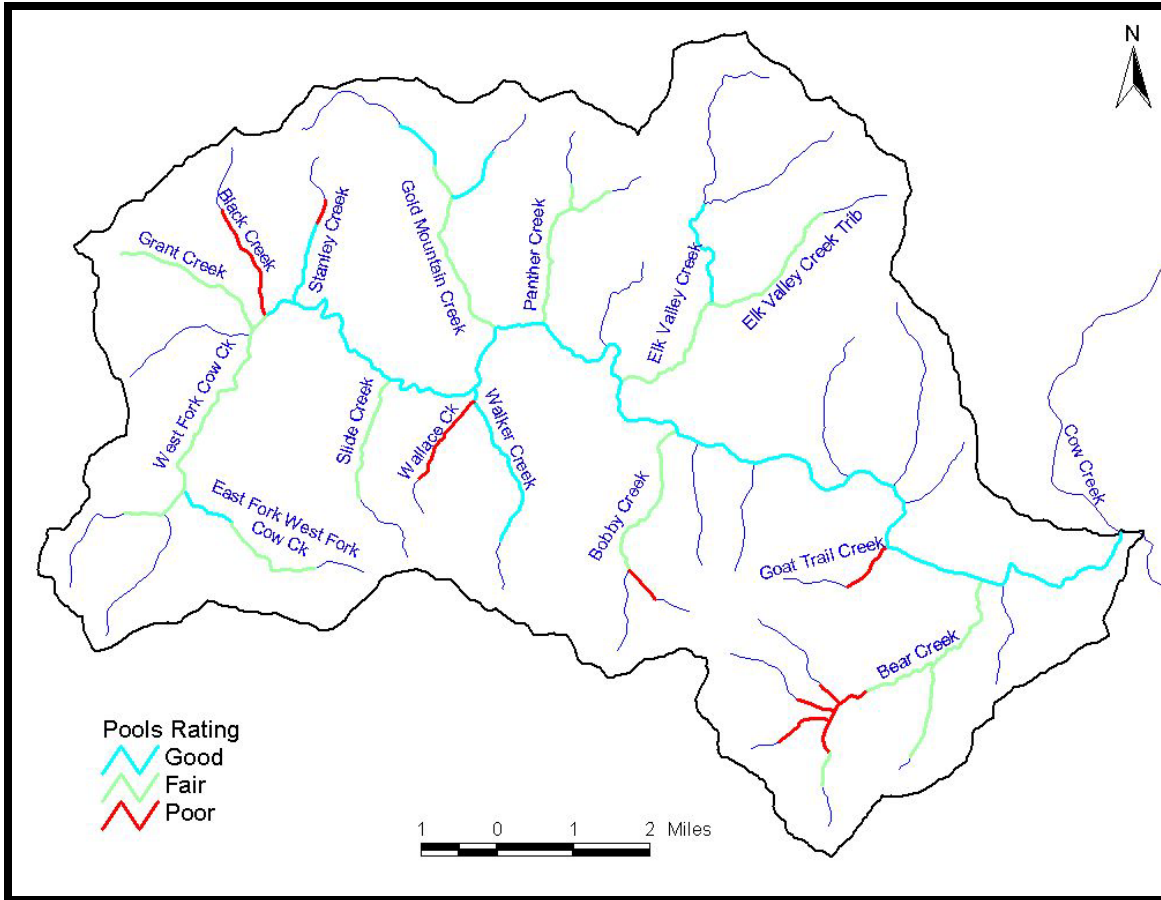 N
Black Creek
Stanley Creek
Gold Mountain Creek
Panther Creek
Grant Creek
Elk Valley Creek
Elk Valley Creek Trib
West Fork Cow Ck
Slide Creek
Wallace Ck
Walker Creek
Cow Creek
East Fork West Fork
Cow Ck
Bobby Creek
Goat Trail Creek
Bear Creek
Pools Rating
Good
Fair
Poor
1 0 1 2 Miles